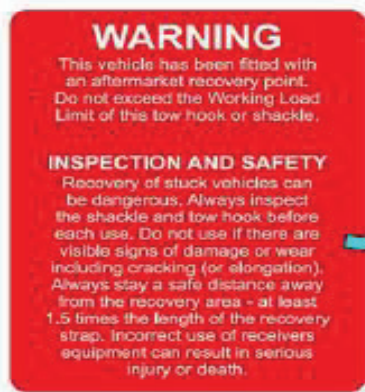 WARNING
This vehicle has been fitted with
an aftermarket recovery point.
Do not exceed the Working Load
Limit of this tow hook or shackle.
INSPECTION AND SAFETY
Recovery of stuck vehicles can
be dangerous. Always inspect
the shackle and tow hook before
each use. Do not use if there are
visible signs of damage or wear
including cracking (or elongation).
Always stay a safe distance away
from the recovery area - at least
1.5 times the length of the recovery
strap. Incorrect use of receivers
equipment can result in serious
injury or death.